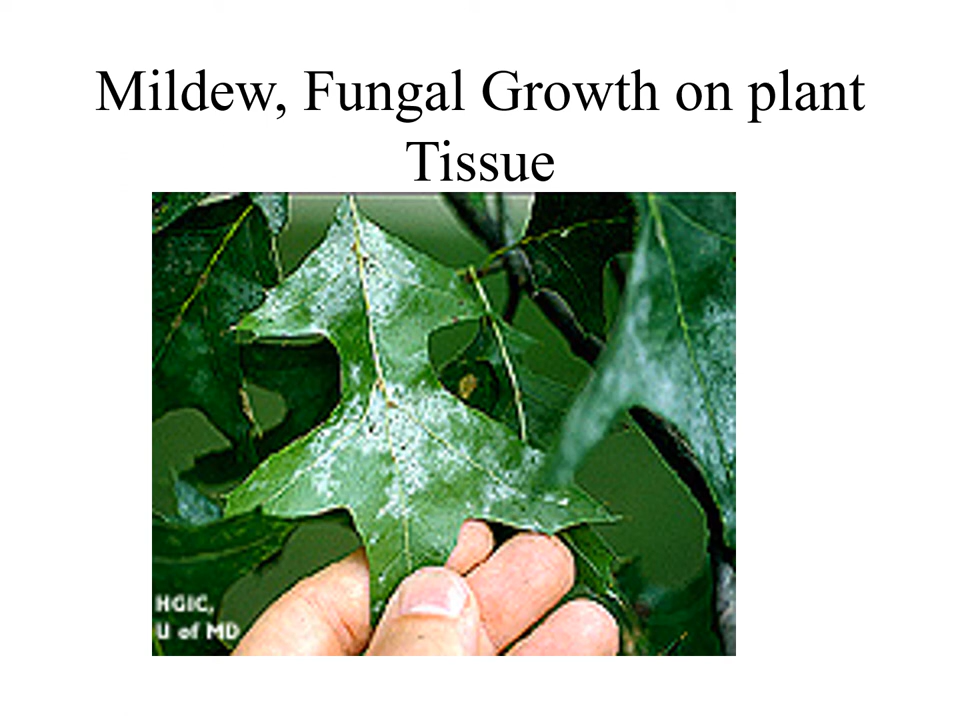 Mildew, Fungal Growth on plant
Tissue
HGIC,
U of MD